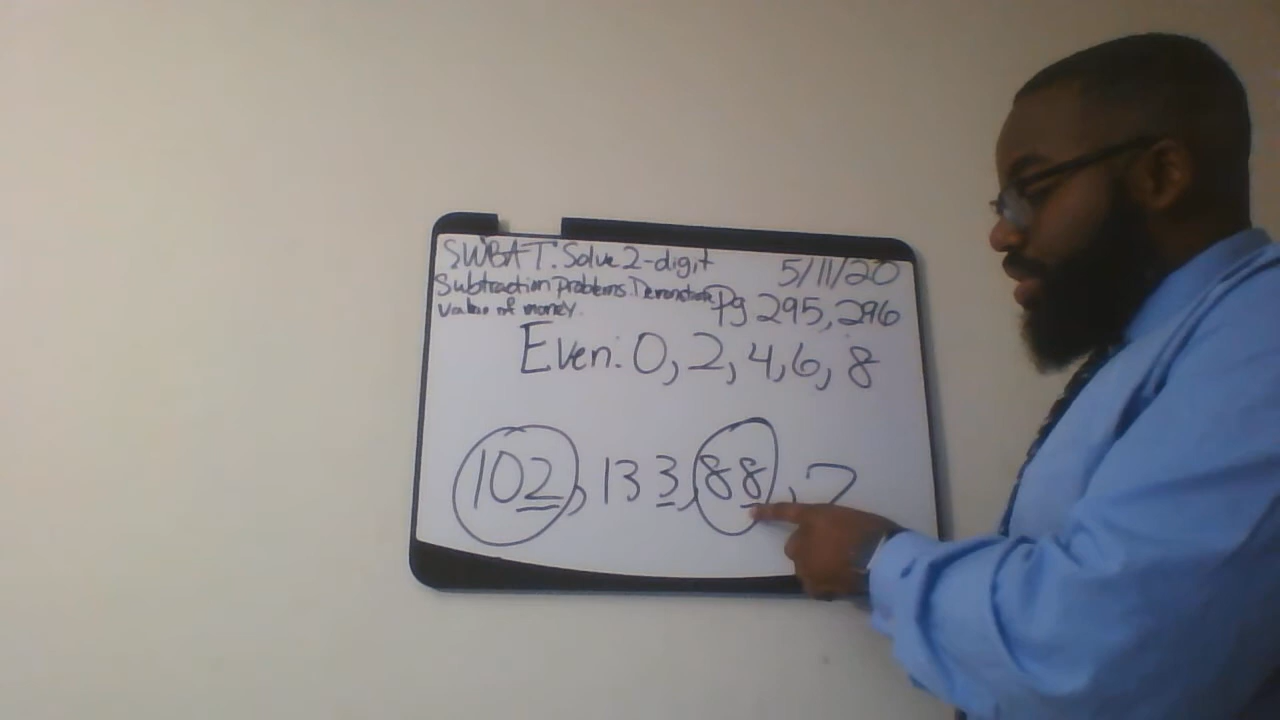 SWBAT: Solve 2-digit
Subtraction problems. Demonstrate
value of money.
5/11/20
Pg 295, 296
Even: 0, 2, 4, 6, 8
102, 133, 88,